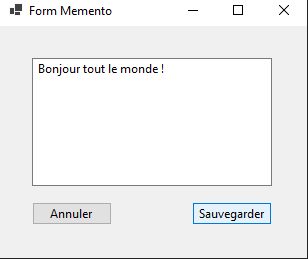 Form Memento
Bonjour tout le monde !
Annuler
Sauvegarder